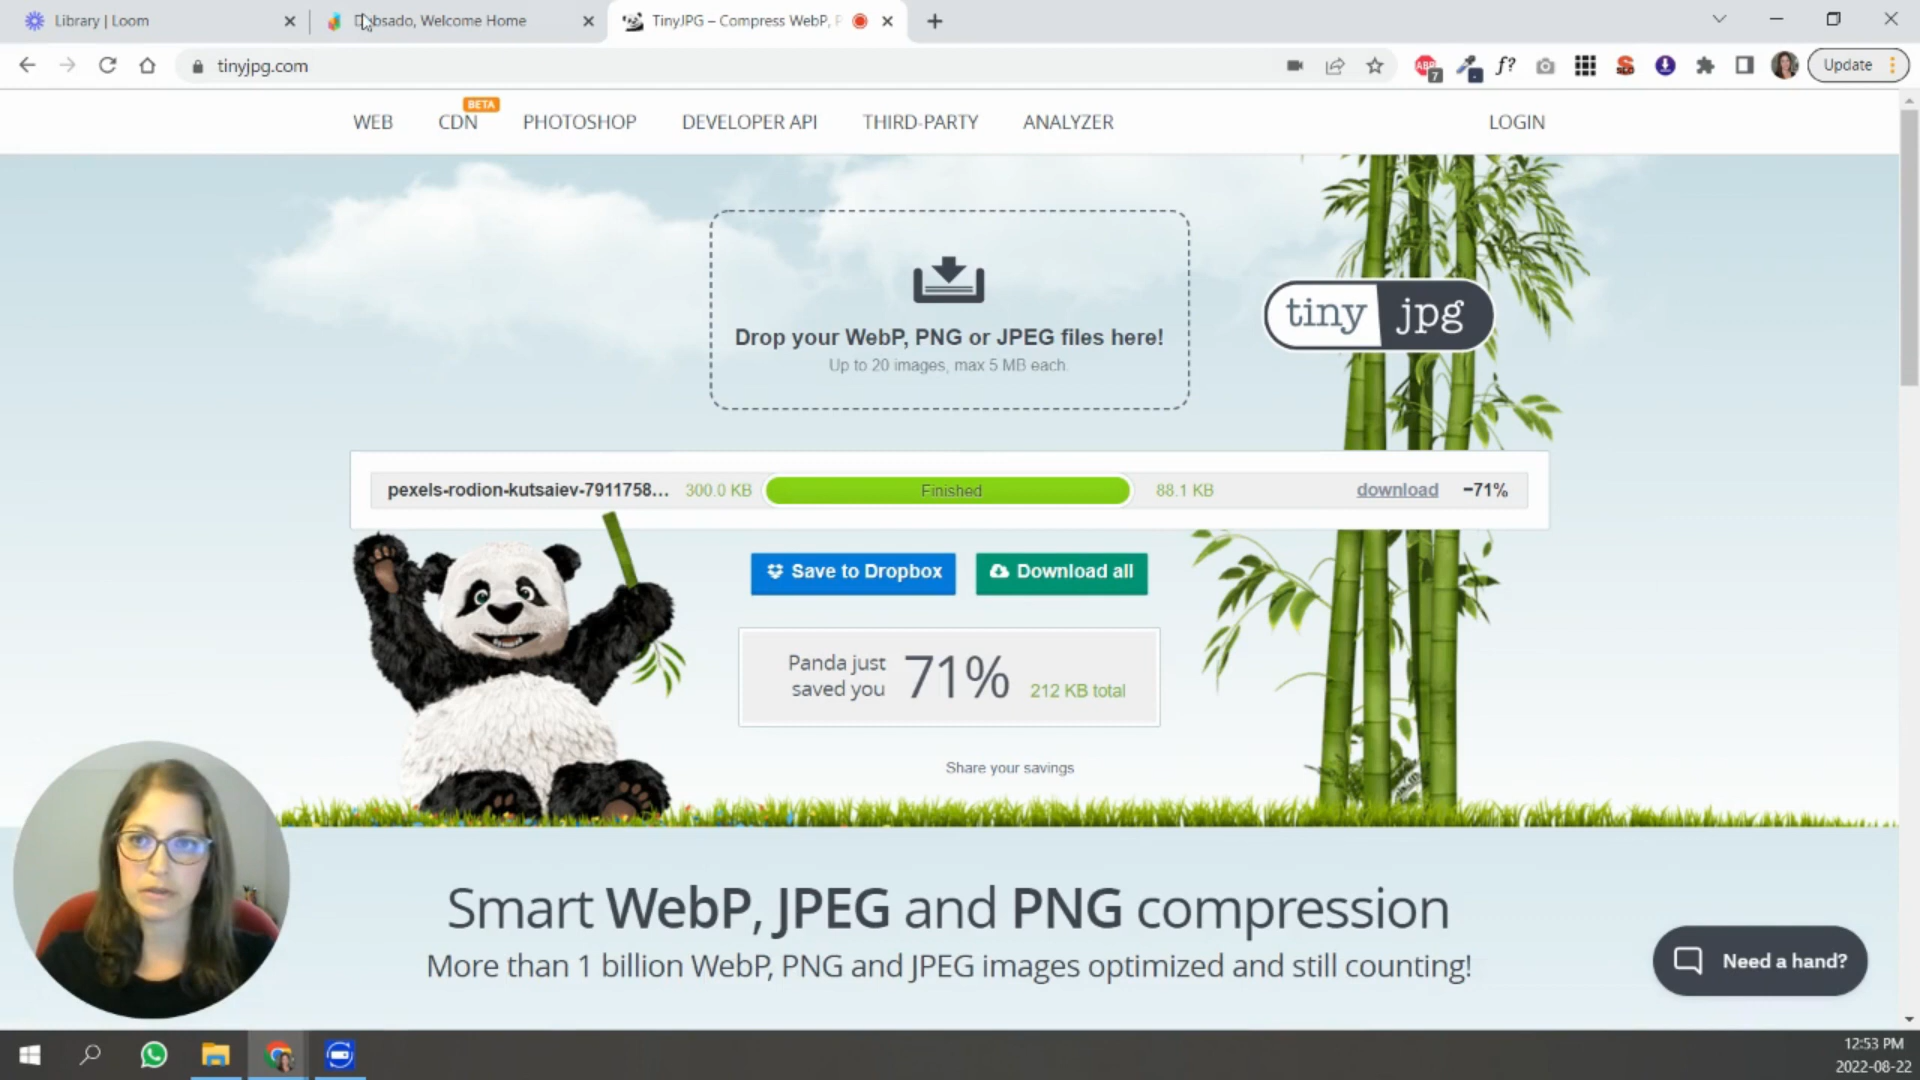 Library | Loom
Dubsado, Welcome Home
TinyJPG – Compress WebP, P
tinyjpg.com
ABP
7
f?
SEO
Update
WEB
CDN
BETA
PHOTOSHOP
DEVELOPER API
THIRD-PARTY
ANALYZER
LOGIN
Drop your WebP, PNG or JPEG files here!
Up to 20 images, max 5 MB each.
tiny jpg
pexels-rodion-kutsaiev-7911758... 300.0 KB Finished 88.1 KB download −71%
Save to Dropbox
Download all
Panda just
saved you
71%
212 KB total
Share your savings
Smart WebP, JPEG and PNG compression
More than 1 billion WebP, PNG and JPEG images optimized and still counting!
Need a hand?
12:53 PM
2022-08-22